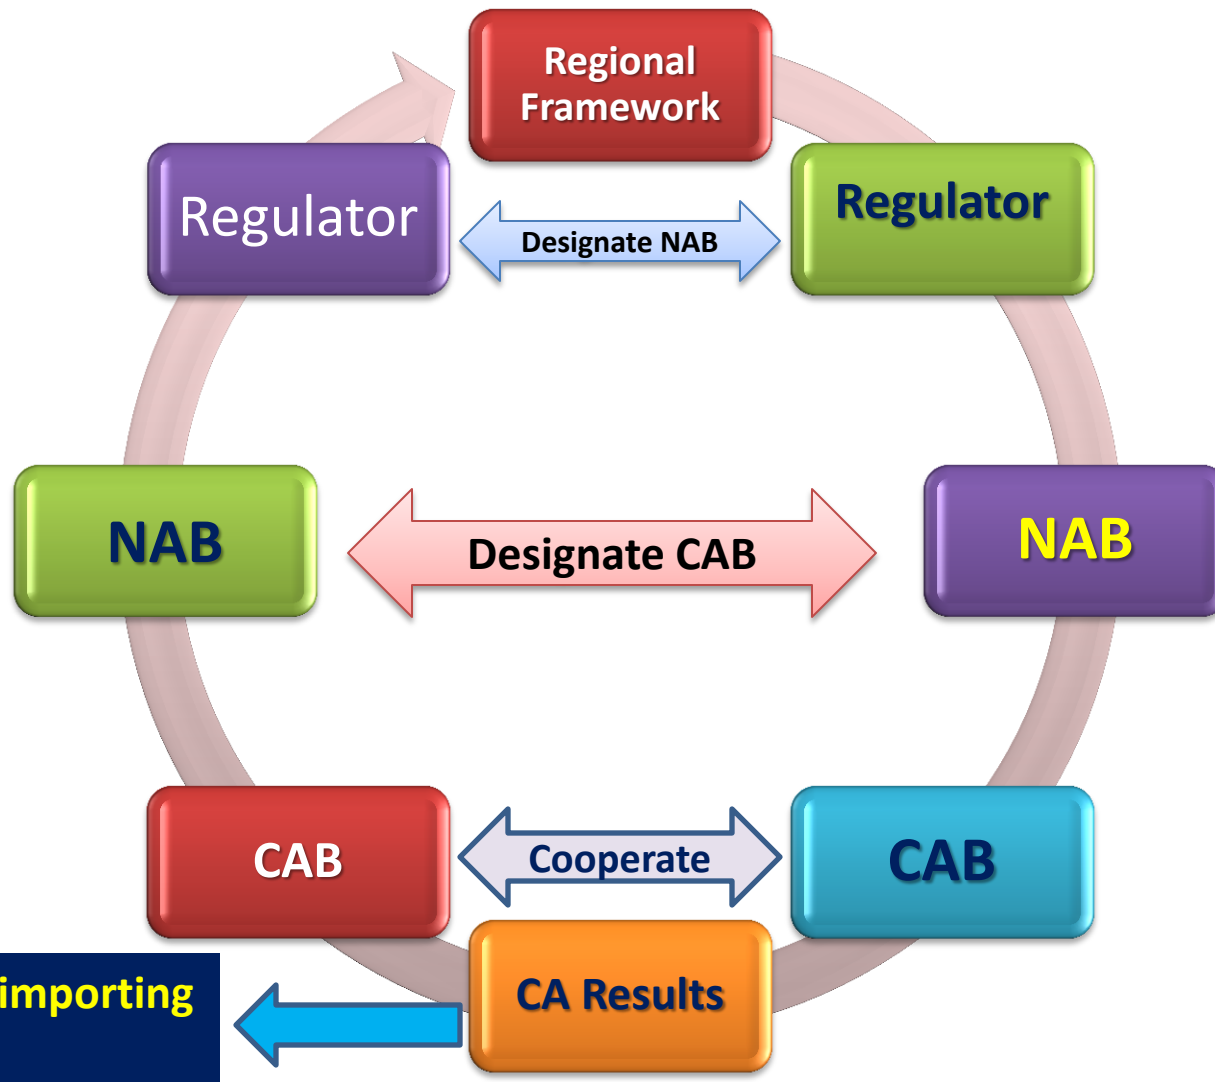 Regional
Framework
Regulator
Designate NAB
Regulator
NAB
Designate CAB
NAB
CAB
Cooperate
CAB
CA Results
importing